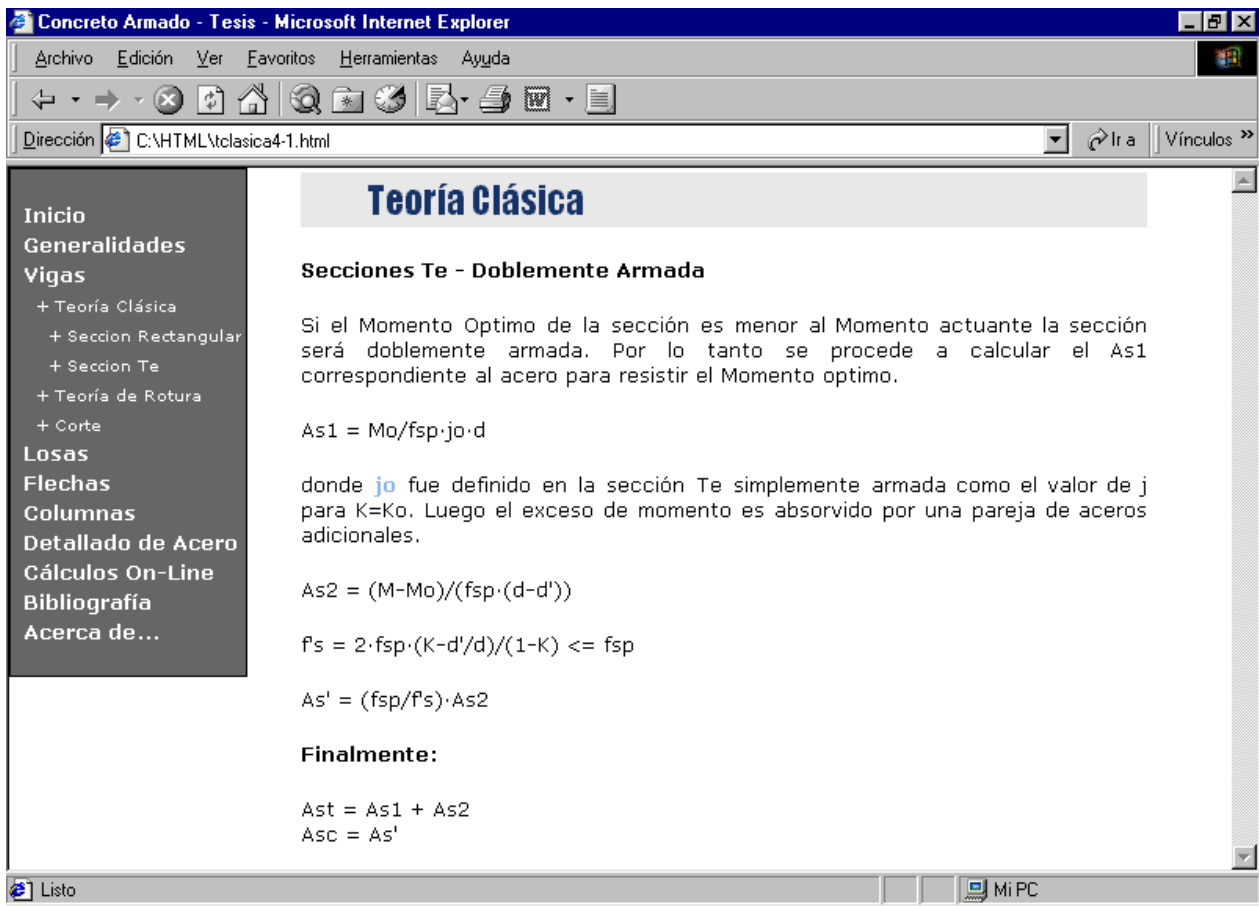 Concreto Armado - Tesis - Microsoft Internet Explorer
Archivo Edición Ver Favoritos Herramientas Ayuda
Dirección C:\HTML\tclasica4-1.html Ir a Vínculos »
Inicio
Generalidades
Vigas
+ Teoría Clásica
+ Seccion Rectangular
+ Seccion Te
+ Teoría de Rotura
+ Corte
Losas
Flechas
Columnas
Detallado de Acero
Cálculos On-Line
Bibliografía
Acerca de...
Teoría Clásica
Secciones Te - Doblemente Armada
Si el Momento Optimo de la sección es menor al Momento actuante la sección
será doblemente armada. Por lo tanto se procede a calcular el As1
correspondiente al acero para resistir el Momento optimo.
As1 = Mo/fsp·jo·d
donde jo fue definido en la sección Te simplemente armada como el valor de j
para K=Ko. Luego el exceso de momento es absorvido por una pareja de aceros
adicionales.
As2 = (M-Mo)/(fsp·(d-d'))
f's = 2·fsp·(K-d'/d)/(1-K) <= fsp
As' = (fsp/f's)·As2
Finalmente:
Ast = As1 + As2
Asc = As'
Listo Mi PC